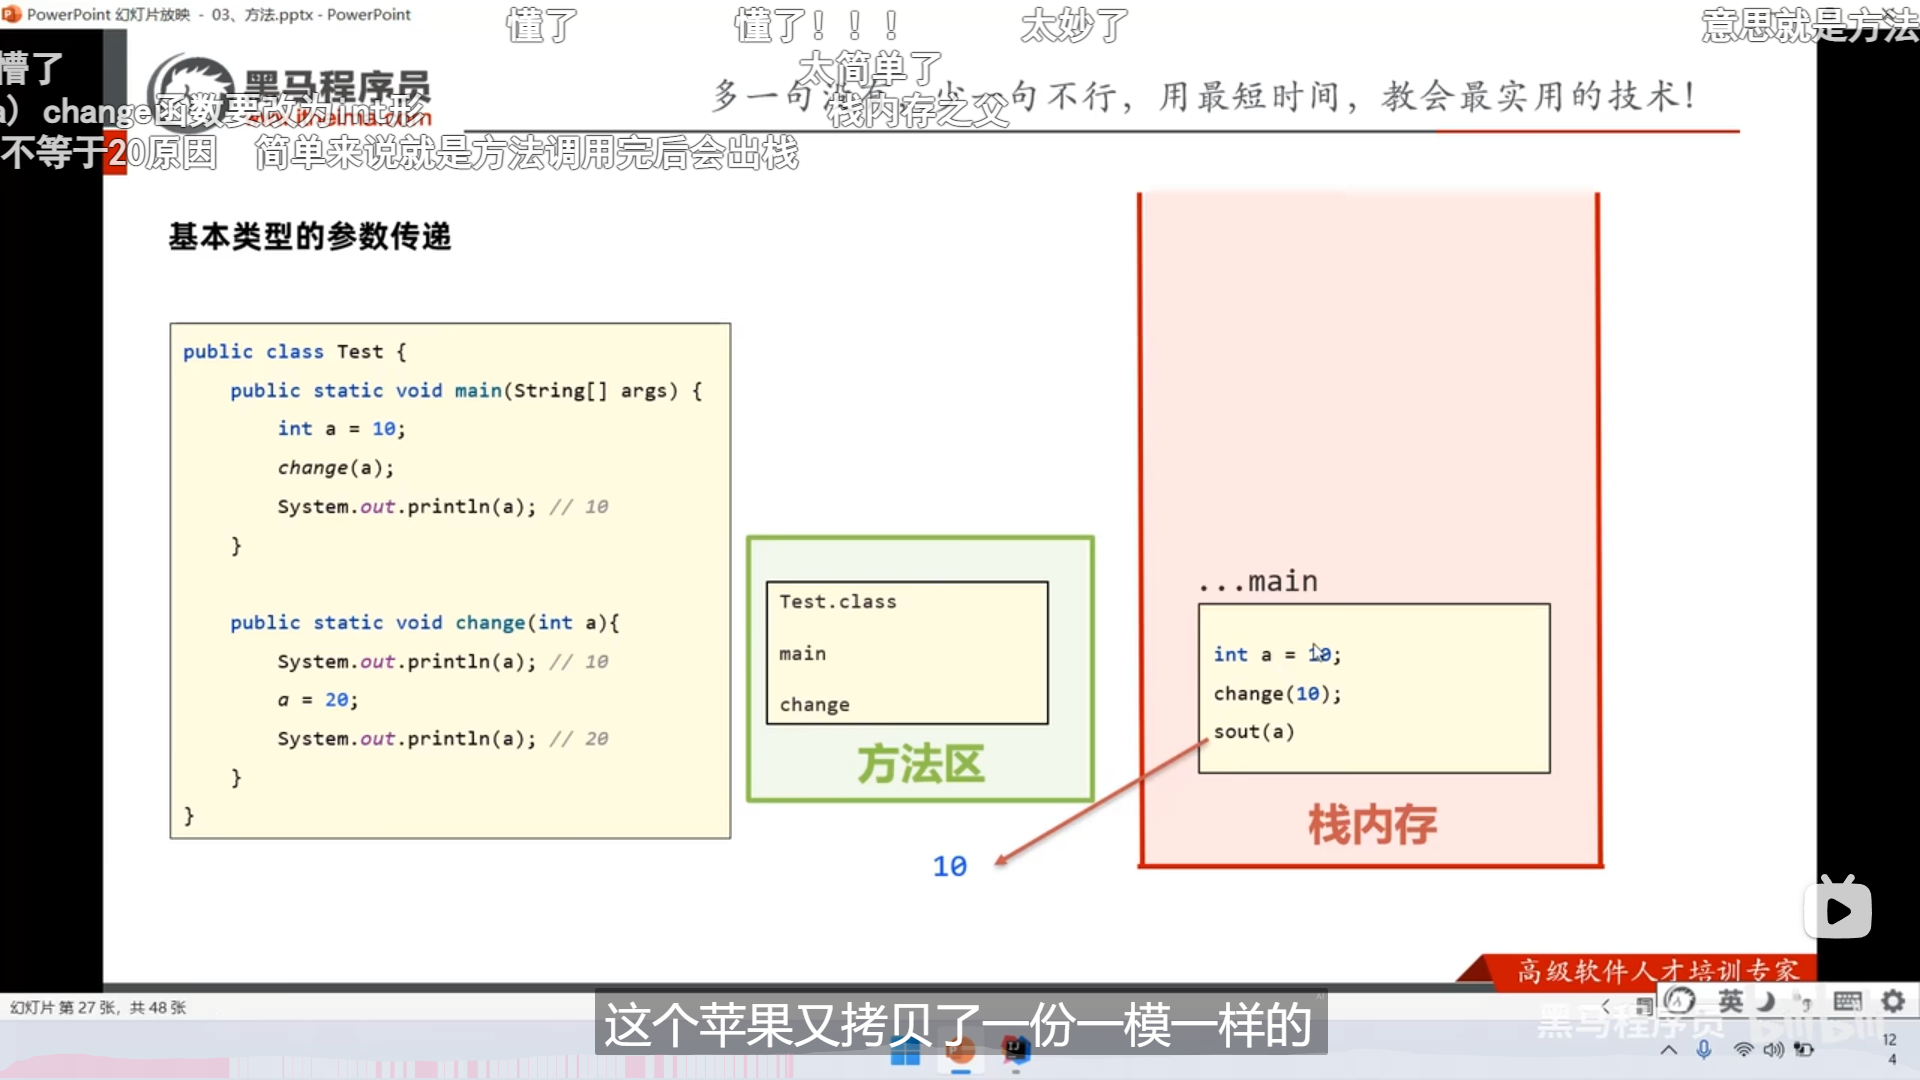 PowerPoint 幻灯片放映 - 03、方法.pptx - PowerPoint
懂了
懂了！！！
太妙了
意思就是方法
懵了
太简单了
黑马程序员
多一句没有，少一句不行，用最短时间，教会最实用的技术！
change函数要改为int形
栈内存之父
不等于20原因
简单来说就是方法调用完后会出栈
基本类型的参数传递
public class Test {
public static void main(String[] args) {
int a = 10;
change(a);
System.out.println(a); // 10
}
public static void change(int a){
System.out.println(a); // 10
a = 20;
System.out.println(a); // 20
}
}
Test.class
main
change
方法区
10
...main
int a = 10;
change(10);
sout(a)
栈内存
高级软件人才培训专家
幻灯片 第 27 张，共 48 张
这个苹果又拷贝了一份一模一样的
黑马程序员
英
12
4